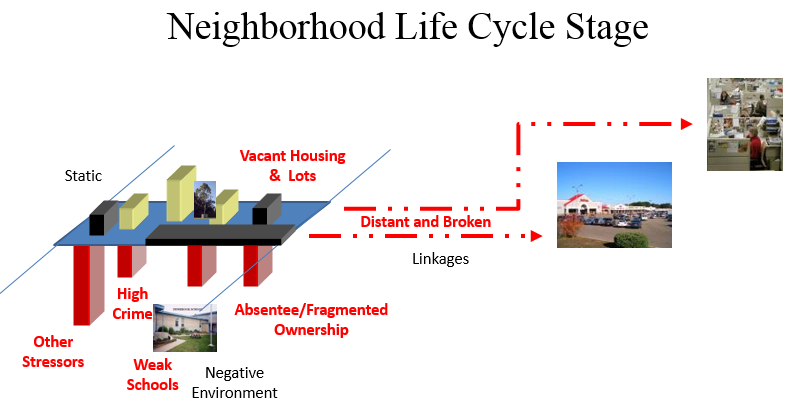 Neighborhood Life Cycle Stage
Static
Vacant Housing
& Lots
Distant and Broken
Linkages
High
Crime
Absentee/Fragmented
Ownership
Other
Stressors
Weak
Schools
Negative
Environment